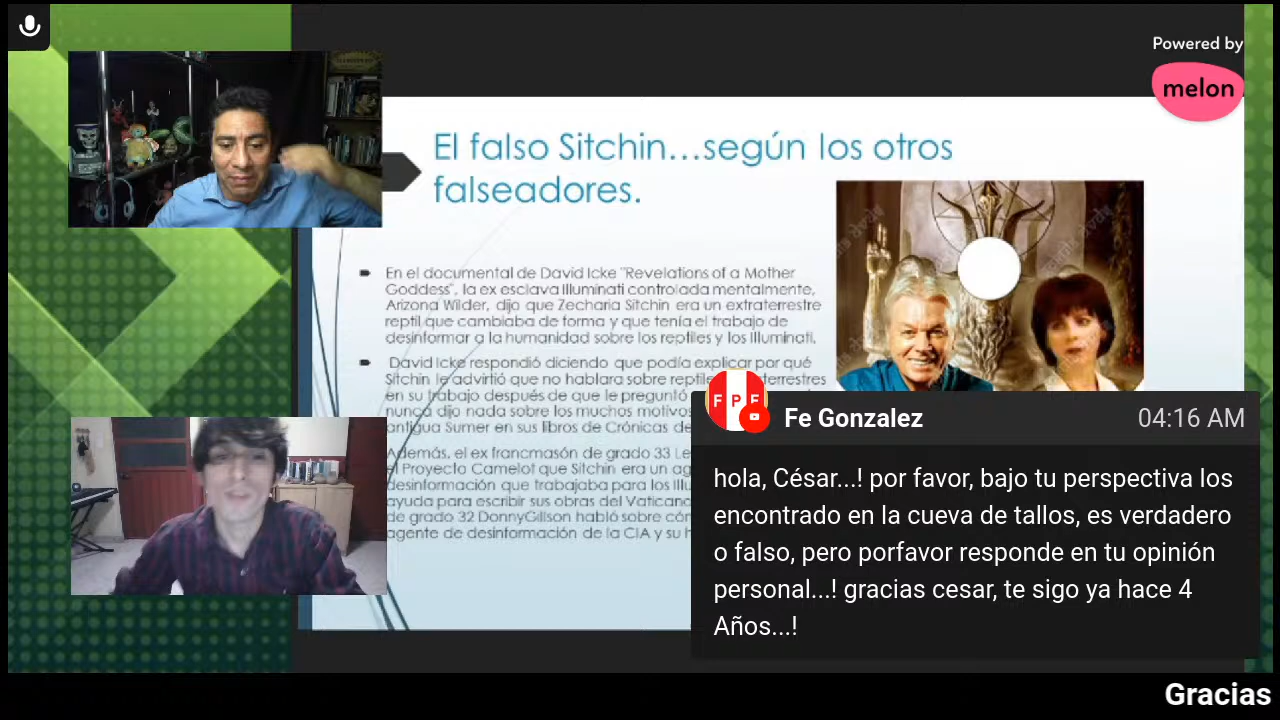 Powered by
melon
El falso Sitchin...según los otros
falseadores.
En el documental de David Icke "Revelations of a Mother
Goddess", la ex esclava Illuminati controlada mentalmente,
Arizona Wilder, dijo que Zecharia Sitchin era un extraterrestre
reptil que cambiaba de forma y que tenía el trabajo de
desinformar a la humanidad sobre los reptiles y los Illuminati.
David Icke respondió diciendo que podía explicar por qué
Sitchin le advirtió que no hablara sobre reptile terrestres
en su trabajo después de que le preguntó
nunca dijo nada sobre los muchos motivos
antigua Sumer en sus libros de Crónicas de
Además, el ex francmasón de grado 33 Le
el Proyecto Camelot que Sitchin era un ag
desinformación que trabajaba para los Illu
ayuda para escribir sus obras del Vaticano
de grado 32 DonnyGillson habló sobre cóm
agente de desinformación de la CIA y su h
FPF
Fe Gonzalez
04:16 AM
hola, César...! por favor, bajo tu perspectiva los
encontrado en la cueva de tallos, es verdadero
o falso, pero porfavor responde en tu opinión
personal...! gracias cesar, te sigo ya hace 4
Años...!
Gracias